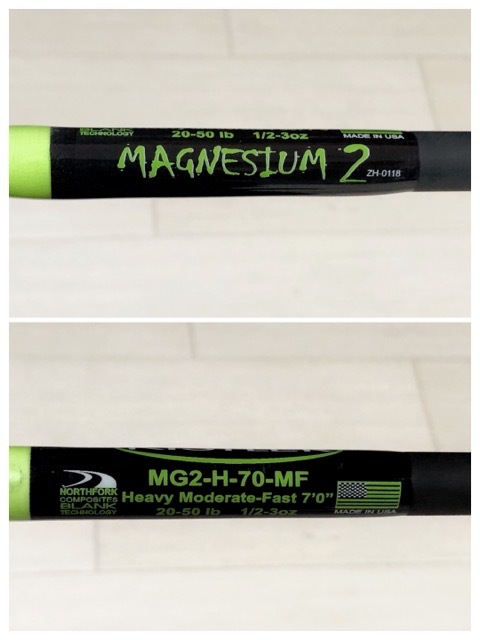 BLANK
TECHNOLOGY
20-50 lb 1/2-3oz
MADE IN USA
MAGNESIUM 2
ZH-0118
MG2-H-70-MF
NORTHFORK
COMPOSITES
BLANK
TECHNOLOGY
Heavy Moderate-Fast 7'0"
20-50 lb 1/2-3oz
MADE IN USA